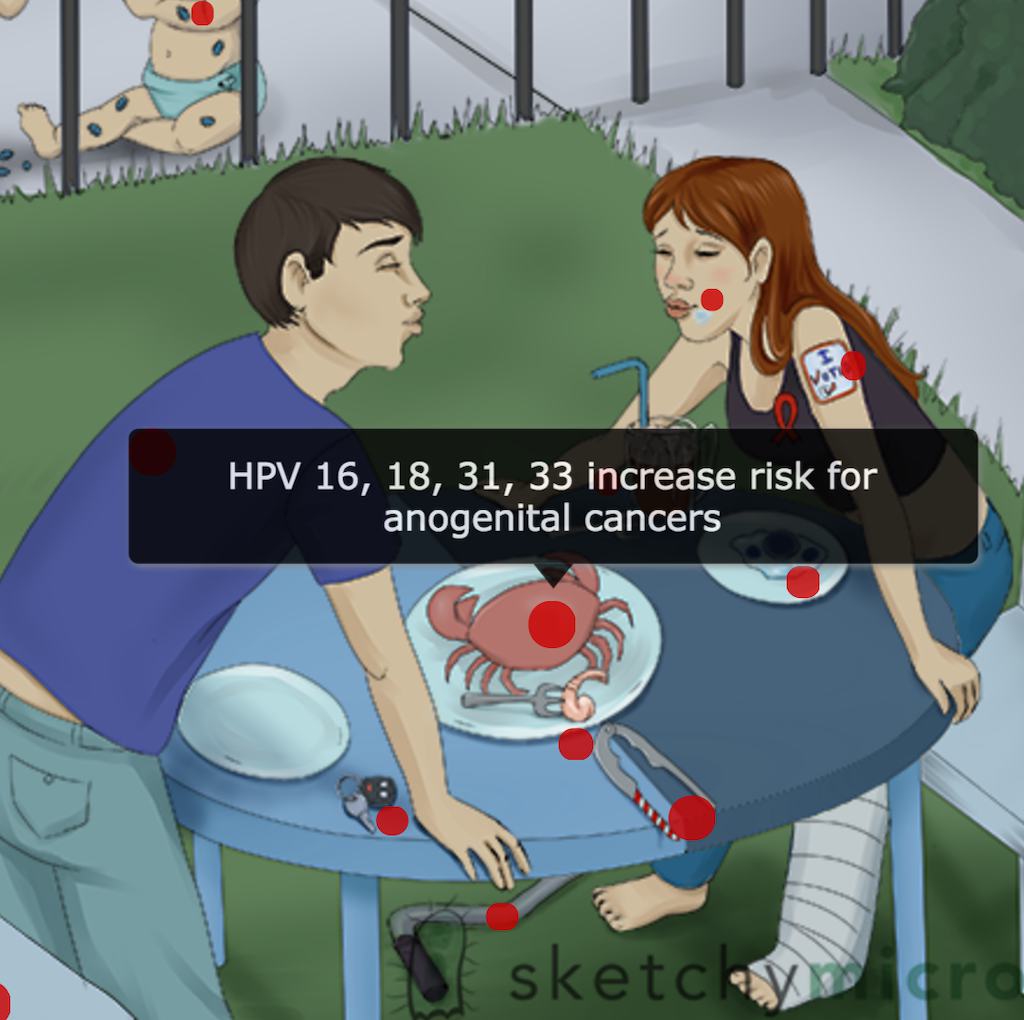 I
VOTE
HPV 16, 18, 31, 33 increase risk for
anogenital cancers
sketchymicro